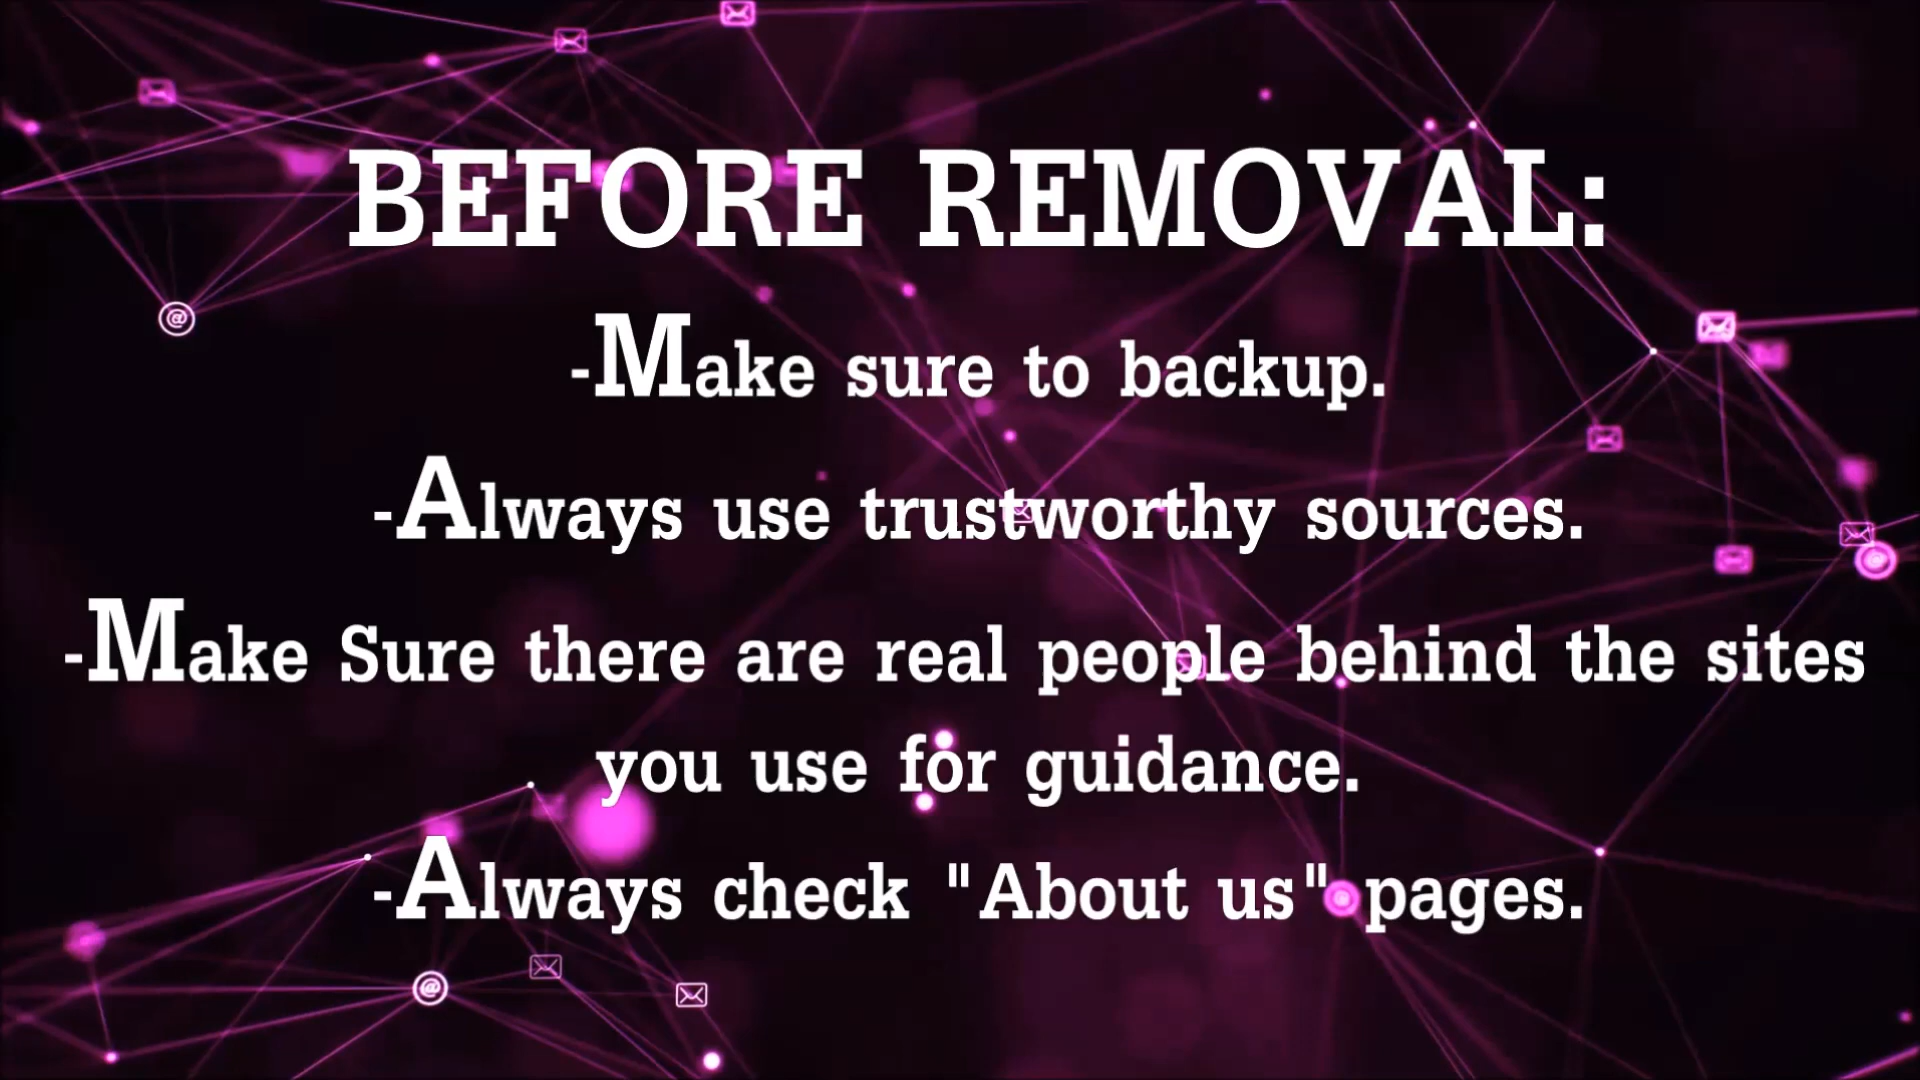 BEFORE REMOVAL:
-Make sure to backup.
-Always use trustworthy sources.
-Make Sure there are real people behind the sites
you use for guidance.
-Always check "About us" pages.